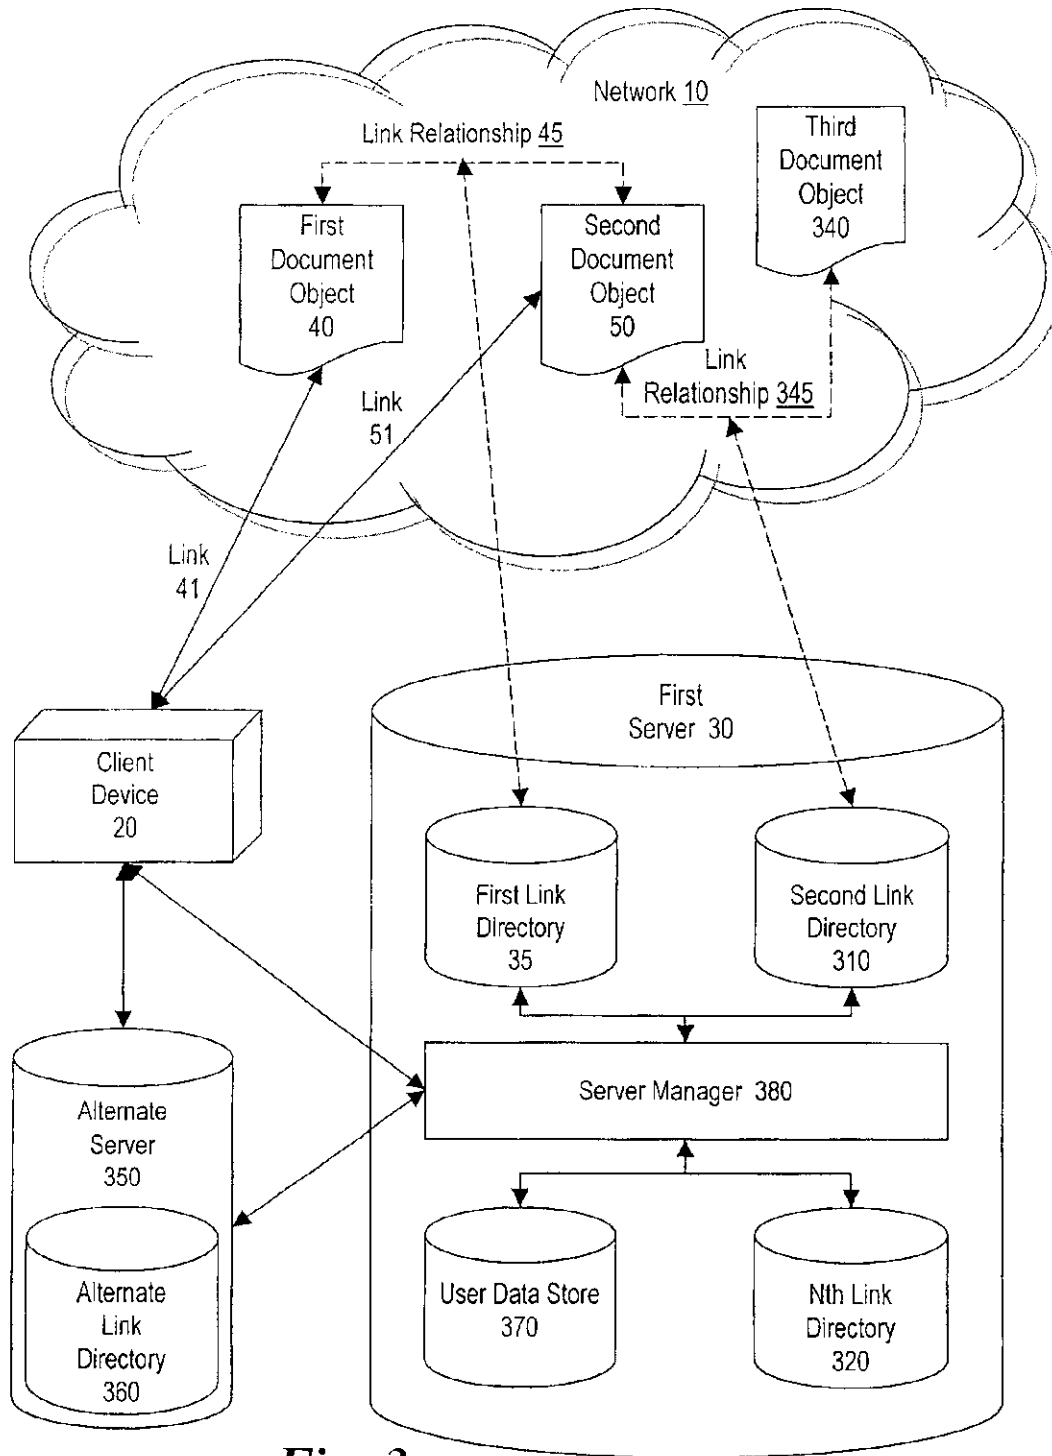 Network 10
Link Relationship 45
Third
Document
Object
340
First
Document
Object
40
Second
Document
Object
50
Link
Relationship 345
Link
51
Link
41
First
Server 30
Client
Device
20
First Link
Directory
35
Second Link
Directory
310
Server Manager 380
Alternate
Server
350
Alternate
Link
Directory
360
User Data Store
370
Nth Link
Directory
320